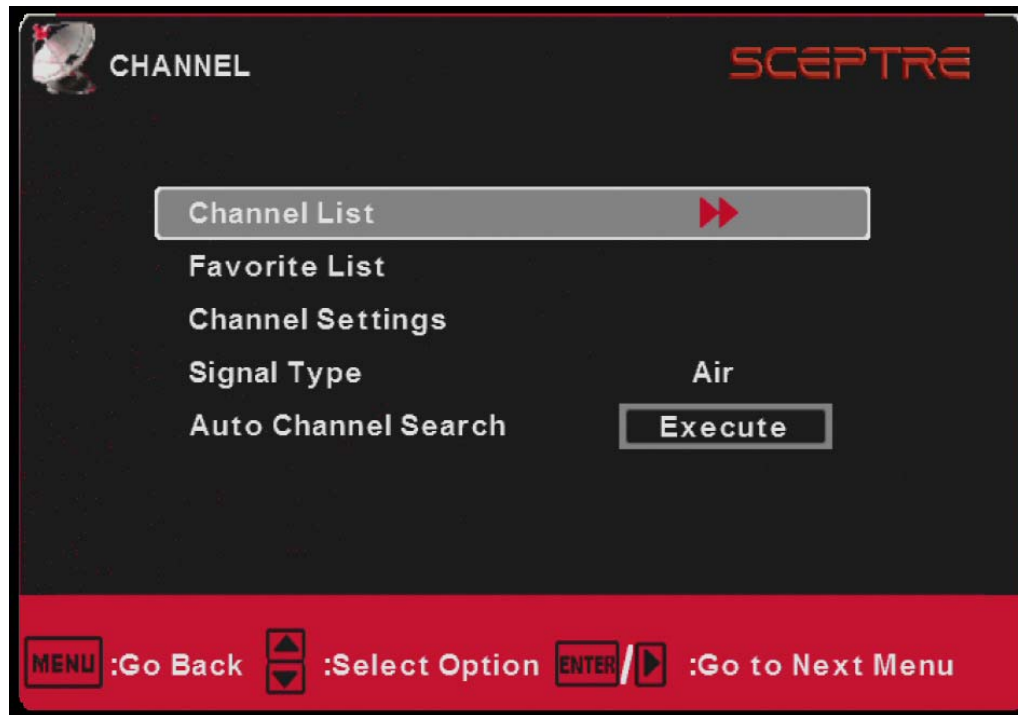 CHANNEL
SCEPTRE
Channel List
Favorite List
Channel Settings
Signal Type Air
Auto Channel Search Execute
MENU :Go Back :Select Option ENTER/ :Go to Next Menu